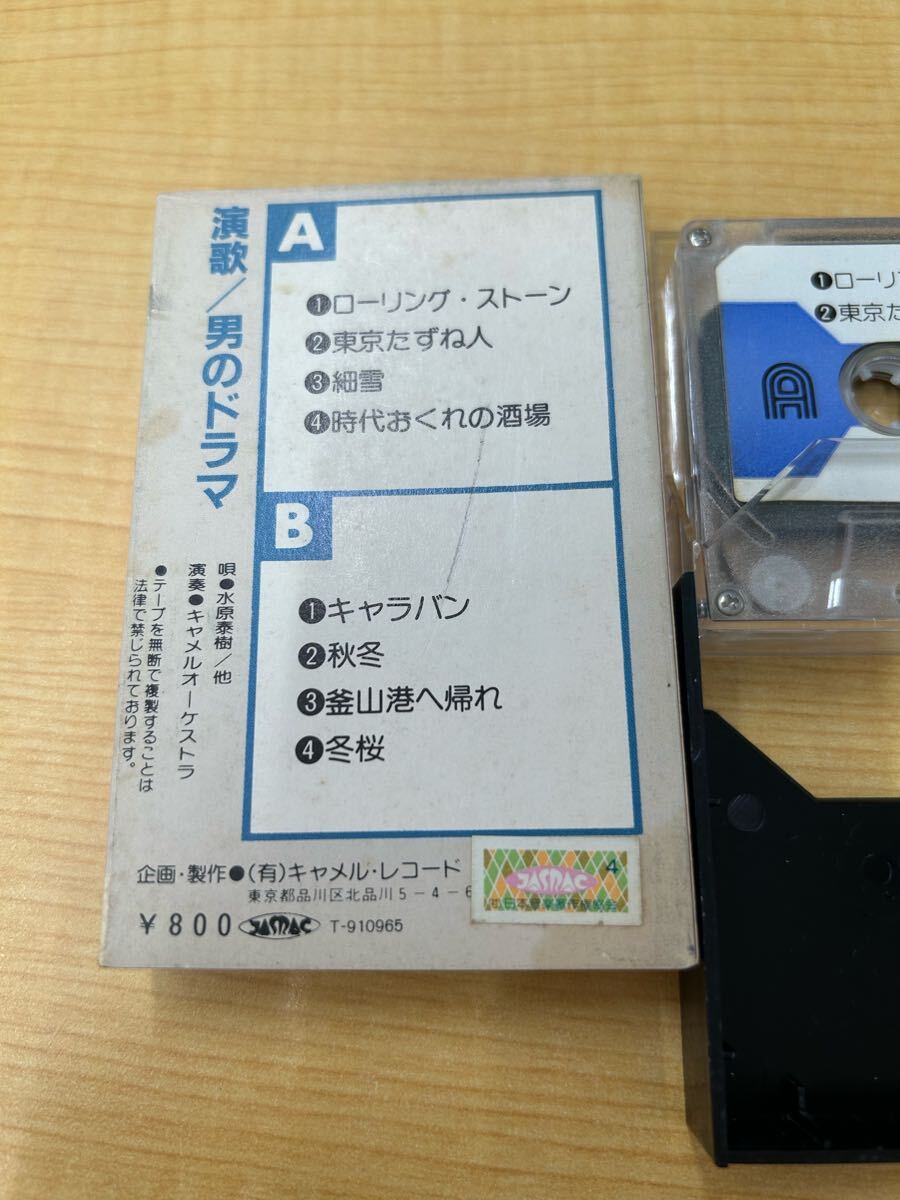 演歌/男のドラマ
唄●水原泰樹/他
演奏●キャメルオーケストラ
●テープを無断で複製することは
法律で禁じられております。
A
❶ローリング・ストーン
❷東京たずね人
❸細雪
❹時代おくれの酒場
B
❶キャラバン
❷秋冬
❸釜山港へ帰れ
❹冬桜
企画・製作●(有)キャメル・レコード
東京都品川区北品川5-4-6
¥800 JASRAC T-910965
4
JASRAC
❶ローリ
❷東京た
A